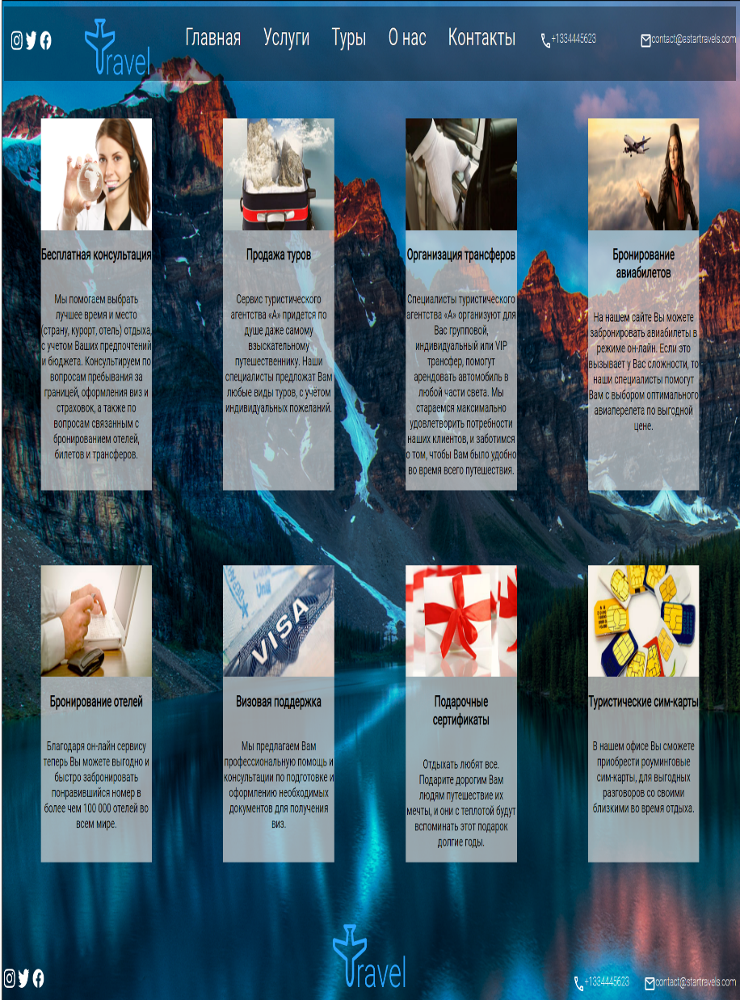 Travel
Главная Услуги Туры О нас Контакты
+1334445623
contact@astartravels.com
Бесплатная консультация
Мы помогаем выбрать
лучшее время и место
(страну, курорт, отель) отдыха,
с учетом Ваших предпочтений
и бюджета. Консультируем по
вопросам пребывания за
границей, оформления виз и
страховок, а также по
вопросам связанным с
бронированием отелей,
билетов и трансферов.
Продажа туров
Сервис туристического
агентства «А» придется по
душе даже самому
взыскательному
путешественнику. Наши
специалисты предложат Вам
любые виды туров, с учётом
индивидуальных пожеланий.
Организация трансферов
Специалисты туристического
агентства «А» организуют для
Вас групповой,
индивидуальный или VIP
трансфер, помогут
арендовать автомобиль в
любой части света. Мы
стараемся максимально
удовлетворить потребности
наших клиентов, и заботимся
о том, чтобы Вам было удобно
во время всего путешествия.
Бронирование
авиабилетов
На нашем сайте Вы можете
забронировать авиабилеты в
режиме он-лайн. Если это
вызывает у Вас сложности, то
наши специалисты помогут
Вам с выбором оптимального
авиаперелета по выгодной
цене.
Бронирование отелей
Благодаря он-лайн сервису
теперь Вы можете выгодно и
быстро забронировать
понравившийся номер в
более чем 100 000 отелей во
всем мире.
VISA
Визовая поддержка
Мы предлагаем Вам
профессиональную помощь и
консультации по подготовке и
оформлению необходимых
документов для получения
виз.
Подарочные
сертификаты
Отдыхать любят все.
Подарите дорогим Вам
людям путешествие их
мечты, и они с теплотой будут
вспоминать этот подарок
долгие годы.
Туристические сим-карты
В нашем офисе Вы сможете
приобрести роуминговые
сим-карты, для выгодных
разговоров со своими
близкими во время отдыха.
Travel
+1334445623
contact@startravels.com